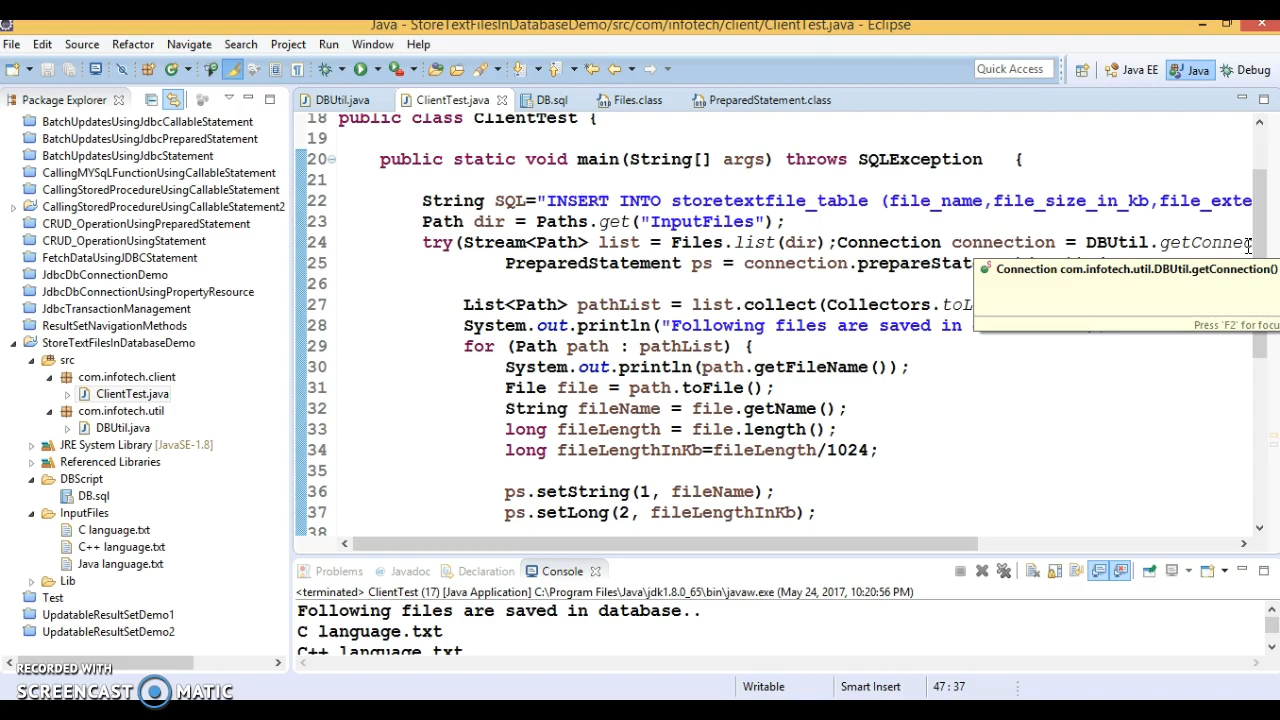 Java - StoreTextFilesInDatabaseDemo/src/com/infotech/client/ClientTest.java - Eclipse
File Edit Source Refactor Navigate Search Project Run Window Help
Quick Access Java EE Java Debug
Package Explorer
BatchUpdatesUsingJdbcCallableStatement
BatchUpdatesUsingJdbcPreparedStatement
BatchUpdatesUsingJdbcStatement
CallingMYSqlFunctionUsingCallableStatement
CallingStoredProcedureUsingCallableStatement
CallingStoredProcedureUsingCallableStatement2
CRUD_OperationUsingPreparedStatement
CRUD_OperationUsingStatement
FetchDataUsingJDBCStatement
JdbcDbConnectionDemo
JdbcDbConnectionUsingPropertyResource
JdbcTransactionManagement
ResultSetNavigationMethods
StoreTextFilesInDatabaseDemo
src
com.infotech.client
ClientTest.java
com.infotech.util
DBUtil.java
JRE System Library [JavaSE-1.8]
Referenced Libraries
DBScript
DB.sql
InputFiles
C language.txt
C++ language.txt
Java language.txt
Lib
Test
UpdatableResultSetDemo1
UpdatableResultSetDemo2
DBUtil.java ClientTest.java DB.sql Files.class PreparedStatement.class
18 public class ClientTest {
19
20 public static void main(String[] args) throws SQLException {
21
22 String SQL="INSERT INTO storetextfile_table (file_name,file_size_in_kb,file_exte
23 Path dir = Paths.get("InputFiles");
24 try(Stream<Path> list = Files.list(dir);Connection connection = DBUtil.getConnec
25 PreparedStatement ps = connection.prepareStat
26
27 List<Path> pathList = list.collect(Collectors.toL
28 System.out.println("Following files are saved in
29 for (Path path : pathList) {
30 System.out.println(path.getFileName());
31 File file = path.toFile();
32 String fileName = file.getName();
33 long fileLength = file.length();
34 long fileLengthInKb=fileLength/1024;
35
36 ps.setString(1, fileName);
37 ps.setLong(2, fileLengthInKb);
38
Connection com.infotech.util.DBUtil.getConnection()
Press 'F2' for focu
Problems Javadoc Declaration Console
<terminated> ClientTest (17) [Java Application] C:\Program Files\Java\jdk1.8.0_65\bin\javaw.exe (May 24, 2017, 10:20:56 PM)
Following files are saved in database..
C language.txt
C++ language.txt
Writable Smart Insert 47 : 37
RECORDED WITH
SCREENCAST MATIC